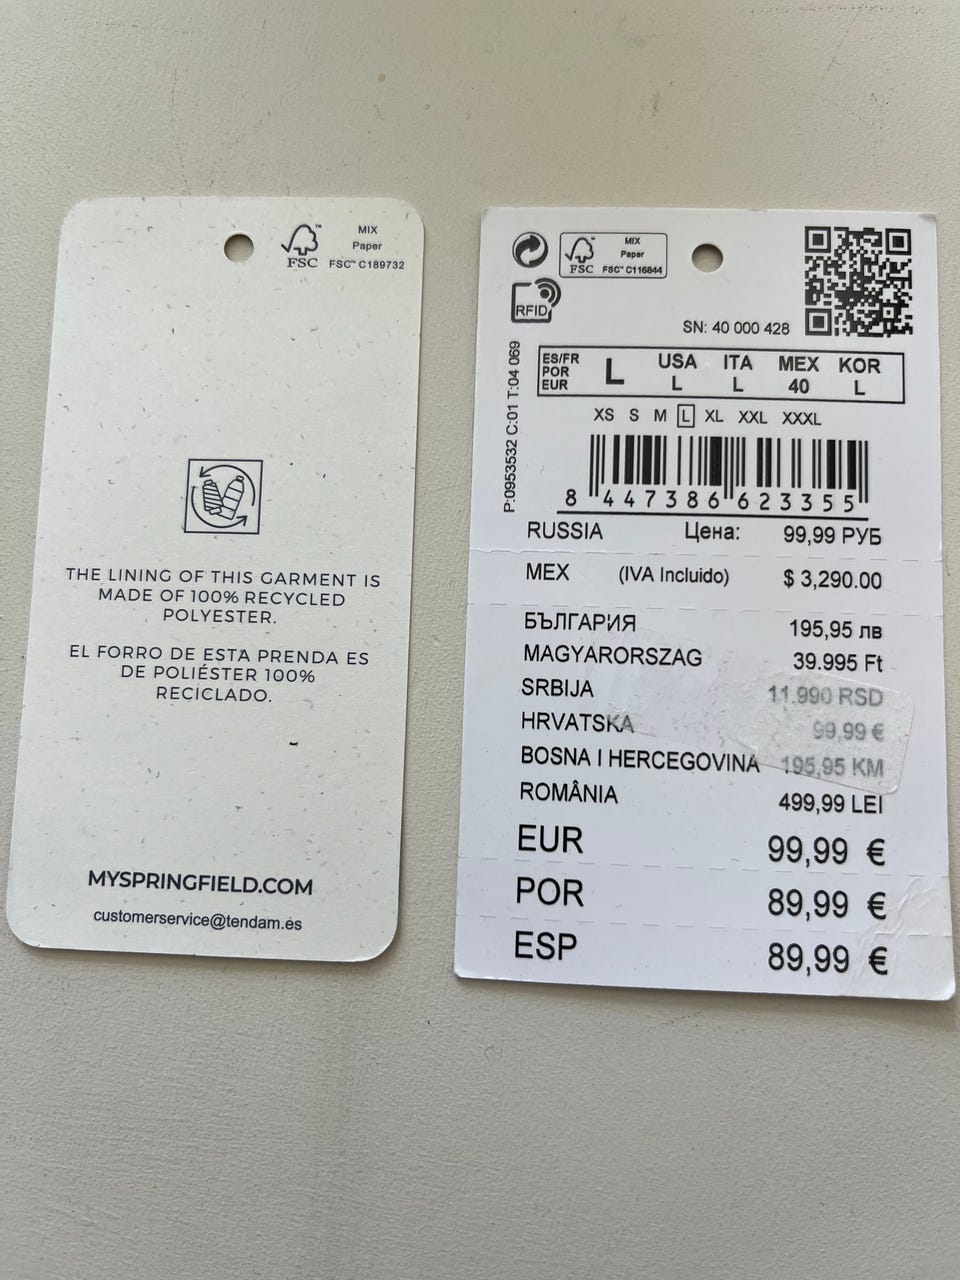 FSC™
MIX
Paper
FSC™ C189732
THE LINING OF THIS GARMENT IS
MADE OF 100% RECYCLED
POLYESTER.
EL FORRO DE ESTA PRENDA ES
DE POLIÉSTER 100%
RECICLADO.
MYSPRINGFIELD.COM
customerservice@tendam.es
FSC
MIX
Paper
FSC™ C116844
RFID
SN: 40 000 428
P:0953532 C:01 T:04 069
ES/FR POR EUR L
USA L
ITA L
MEX 40
KOR L
XS S M L XL XXL XXXL
8 447386 623355
RUSSIA Цена: 99,99 РУБ
MEX (IVA Incluido) $ 3,290.00
БЪЛГАРИЯ 195,95 лв
MAGYARORSZAG 39.995 Ft
SRBIJA 11.990 RSD
HRVATSKA 99,99 €
BOSNA I HERCEGOVINA 195,95 KM
ROMÂNIA 499,99 LEI
EUR 99,99 €
POR 89,99 €
ESP 89,99 €